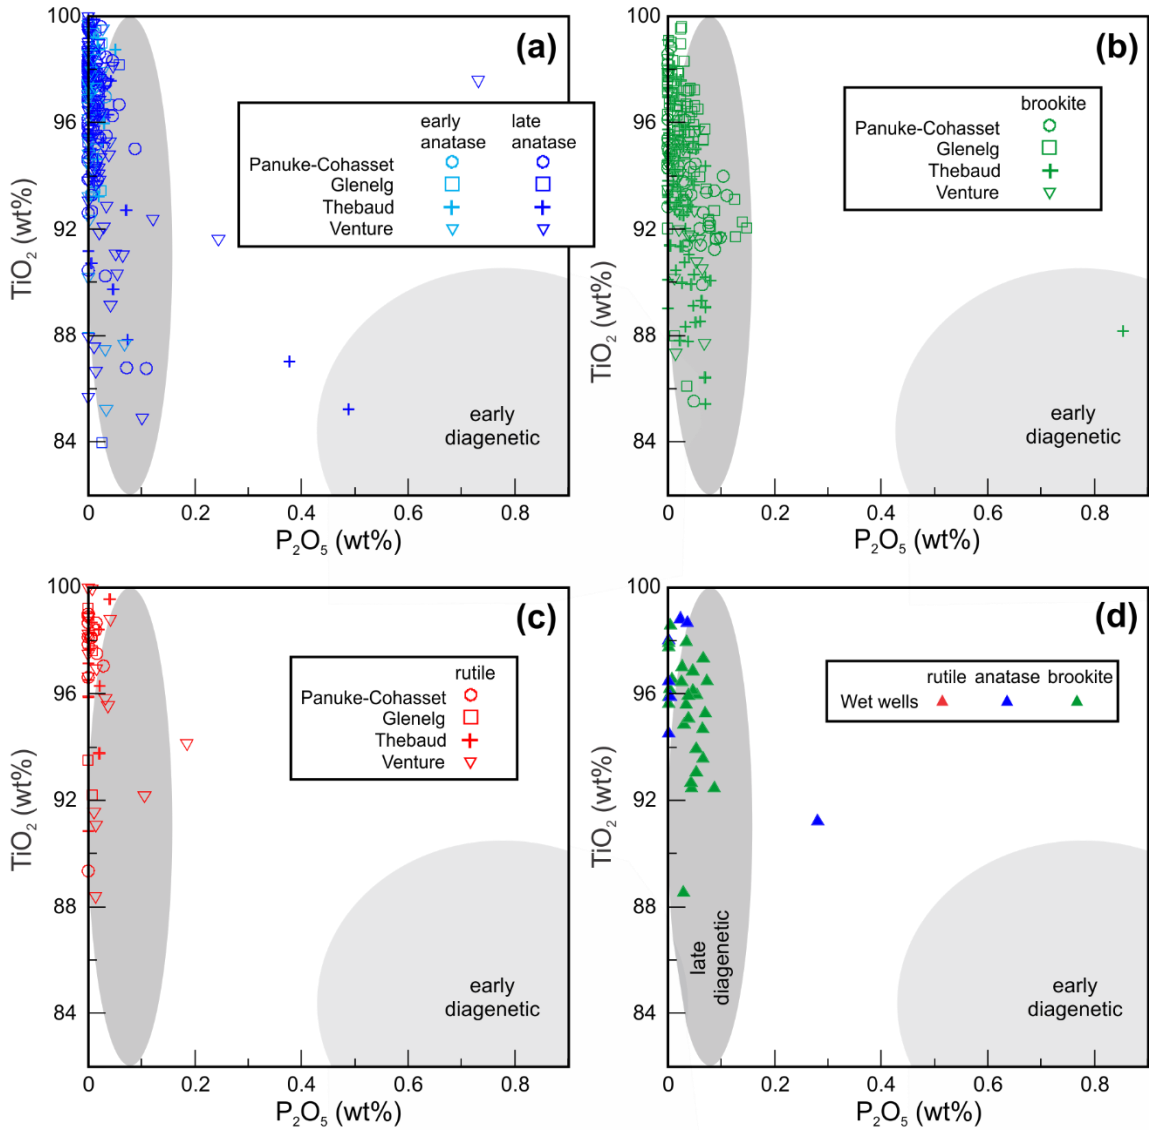 (a)
100
96
92
88
84
TiO2 (wt%)
early anatase
late anatase
Panuke-Cohasset
Glenelg
Thebaud
Venture
early
diagenetic
0
0.2
0.4
0.6
0.8
P2O5 (wt%)
(b)
100
96
92
88
84
TiO2 (wt%)
brookite
Panuke-Cohasset
Glenelg
Thebaud
Venture
early
diagenetic
0
0.2
0.4
0.6
0.8
P2O5 (wt%)
(c)
100
96
92
88
84
TiO2 (wt%)
rutile
Panuke-Cohasset
Glenelg
Thebaud
Venture
early
diagenetic
0
0.2
0.4
0.6
0.8
P2O5 (wt%)
(d)
100
96
92
88
84
TiO2 (wt%)
rutile anatase brookite
Wet wells
late
diagenetic
early
diagenetic
0
0.2
0.4
0.6
0.8
P2O5 (wt%)